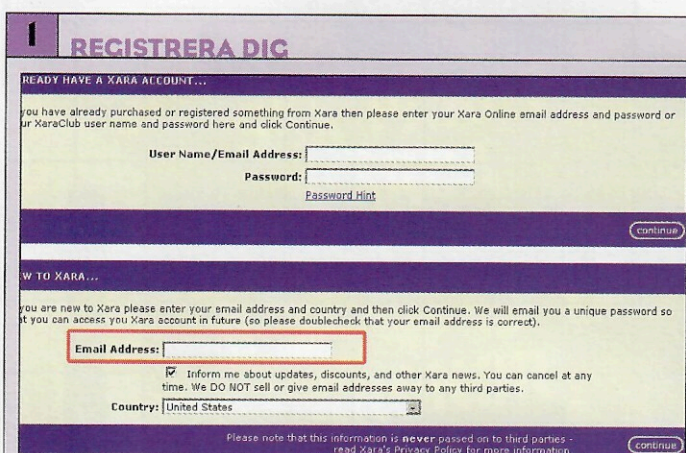 1
REGISTRERA DIG
READY HAVE A XARA ACCOUNT...
you have already purchased or registered something from Xara then please enter your Xara Online email address and password or
ur XaraClub user name and password here and click Continue.
User Name/Email Address:
Password:
Password Hint
continue
W TO XARA...
you are new to Xara please enter your email address and country and then click Continue. We will email you a unique password so
at you can access you Xara account in future (so please doublecheck that your email address is correct).
Email Address:
Inform me about updates, discounts, and other Xara news. You can cancel at any
time. We DO NOT sell or give email addresses away to any third parties.
Country: United States
Please note that this information is never passed on to third parties -
read Xara's Privacy Policy for more information
continue